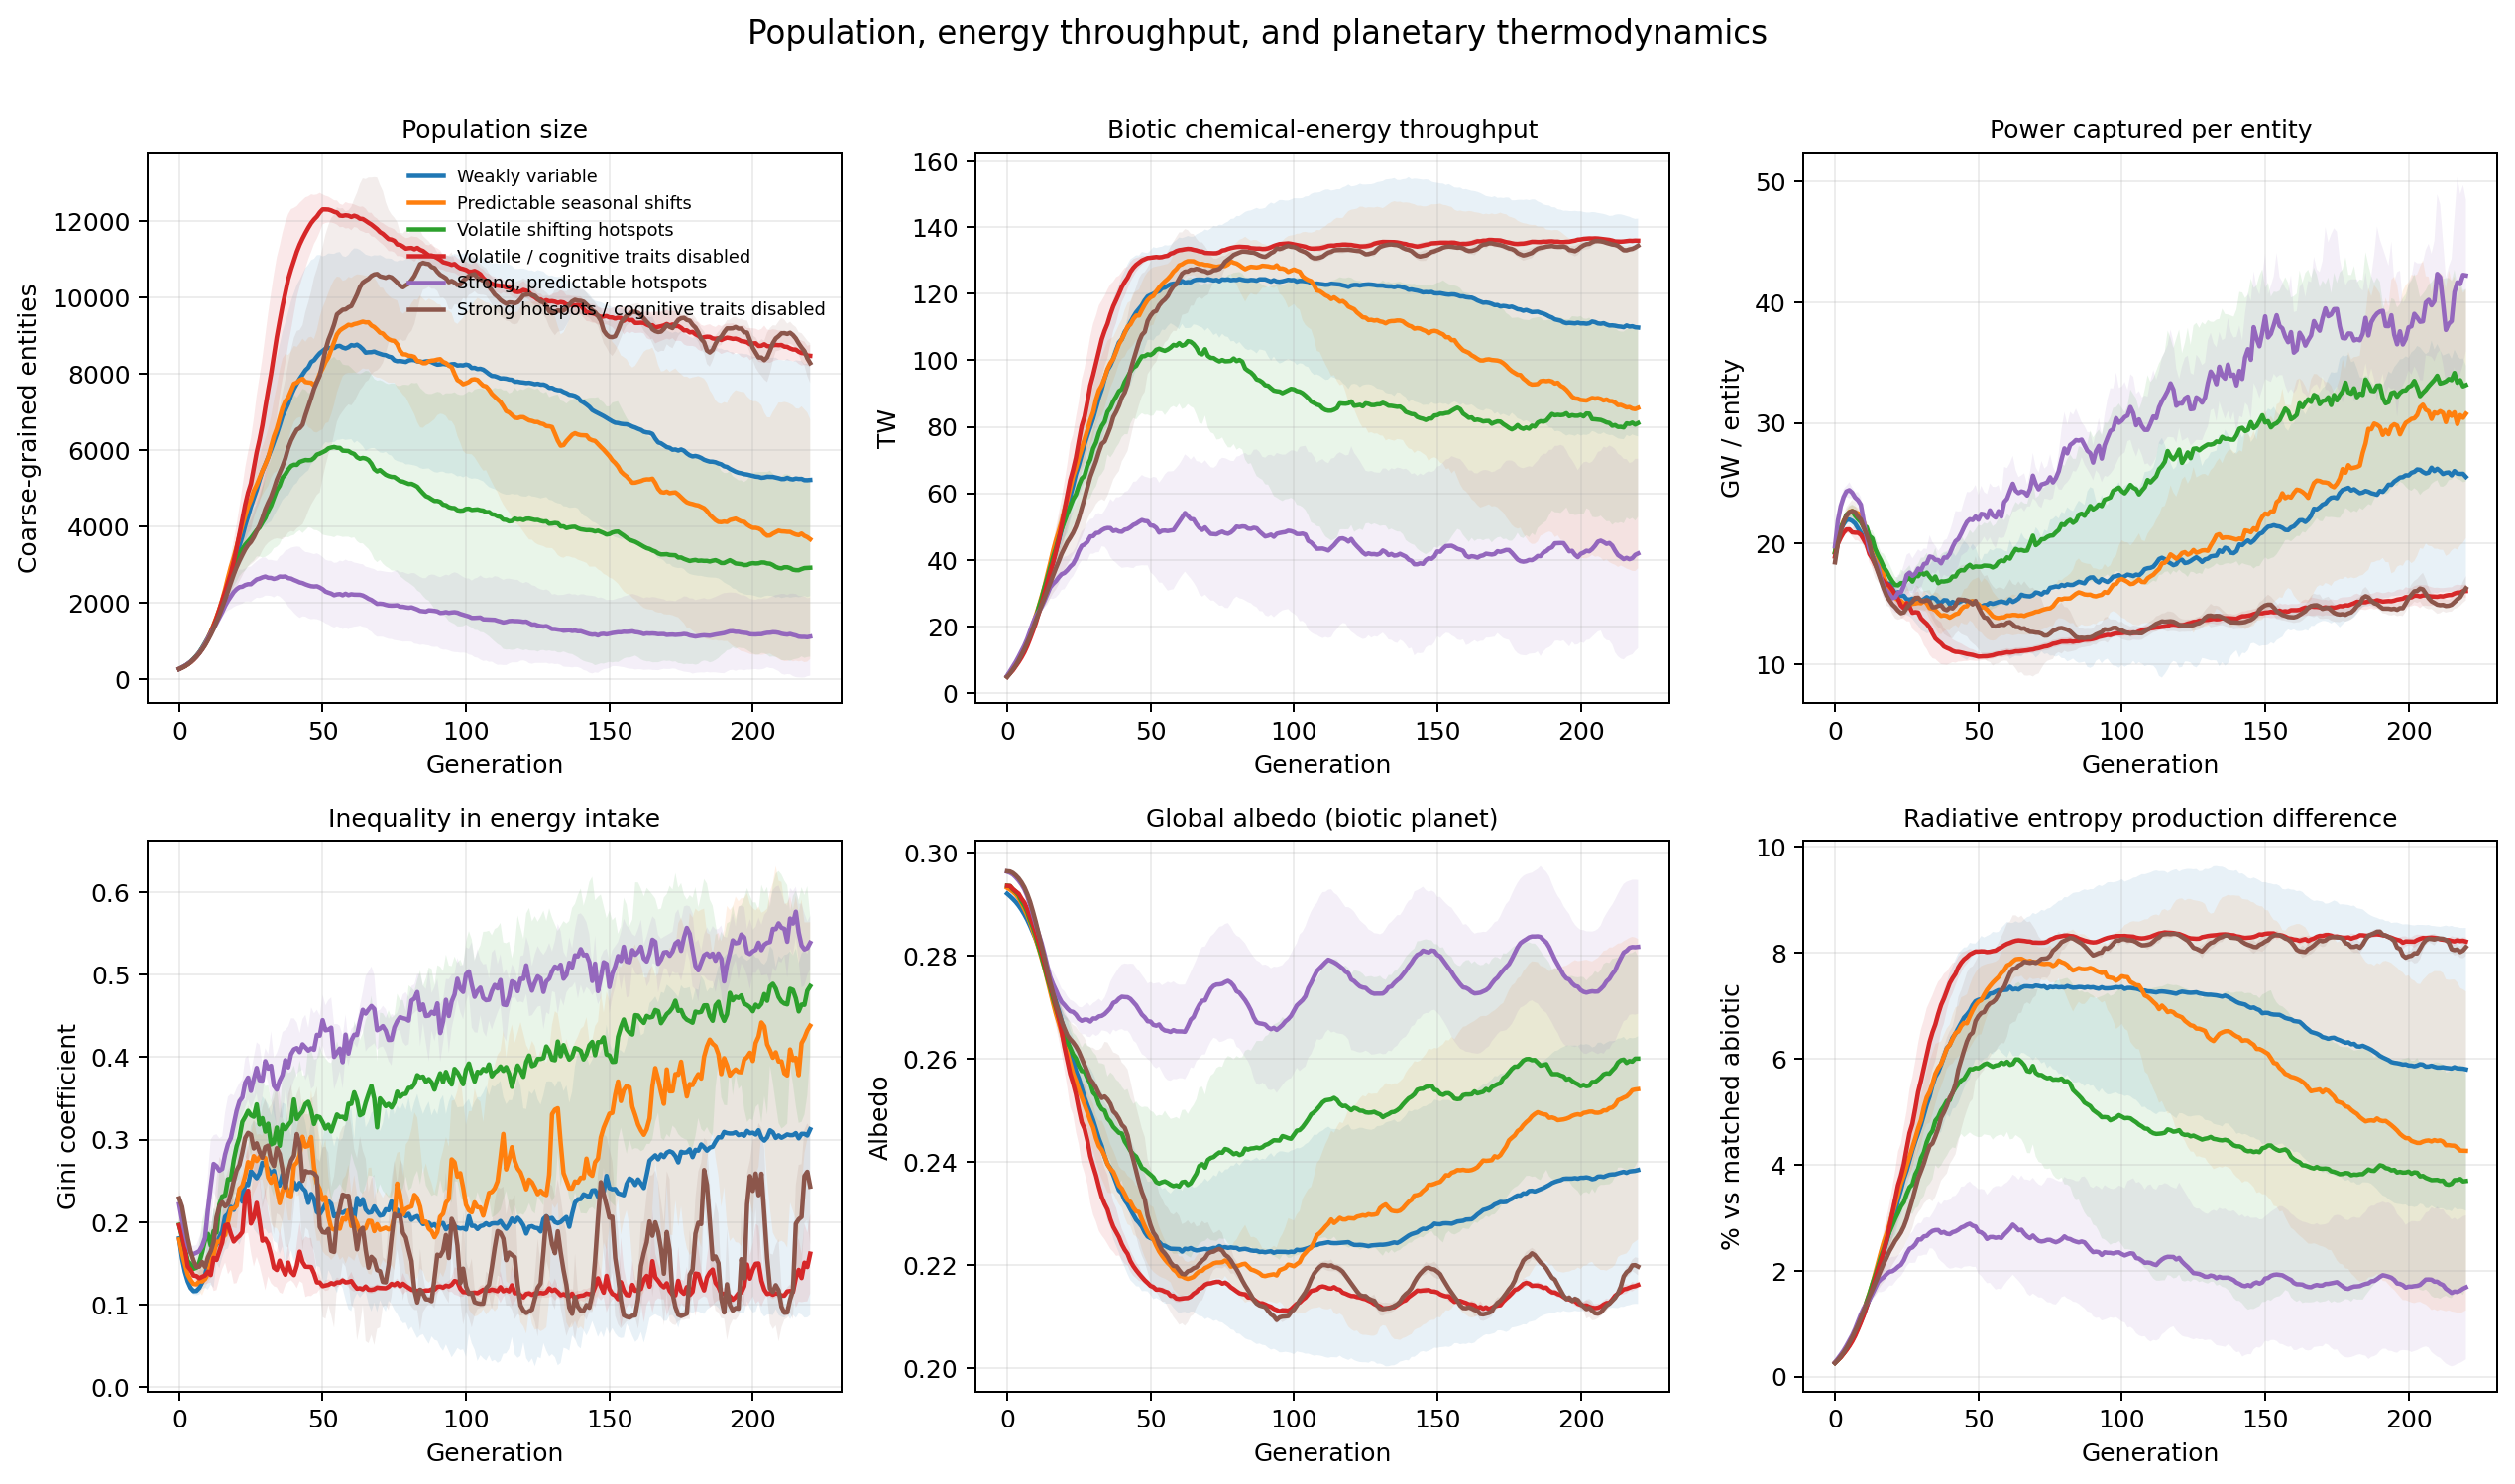 Population, energy throughput, and planetary thermodynamics
Population size
Coarse-grained entities
12000
10000
8000
6000
4000
2000
0
Weakly variable
Predictable seasonal shifts
Volatile shifting hotspots
Volatile / cognitive traits disabled
Strong, predictable hotspots
Strong hotspots / cognitive traits disabled
0 50 100 150 200
Generation
Biotic chemical-energy throughput
TW
160
140
120
100
80
60
40
20
0
0 50 100 150 200
Generation
Power captured per entity
GW / entity
50
40
30
20
10
0 50 100 150 200
Generation
Inequality in energy intake
Gini coefficient
0.6
0.5
0.4
0.3
0.2
0.1
0.0
0 50 100 150 200
Generation
Global albedo (biotic planet)
Albedo
0.30
0.28
0.26
0.24
0.22
0.20
0 50 100 150 200
Generation
Radiative entropy production difference
% vs matched abiotic
10
8
6
4
2
0
0 50 100 150 200
Generation